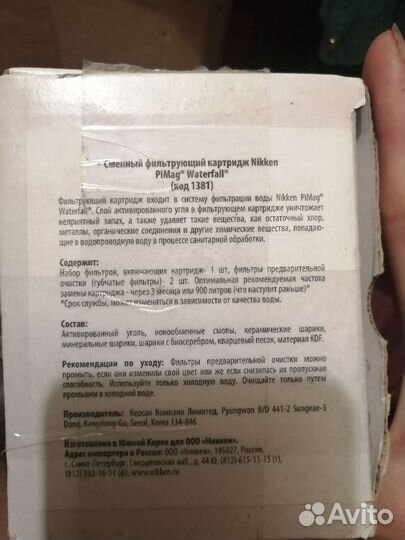 Сменный фильтрующий картридж Nikken
PiMag® Waterfall®
(код 1381)
Фильтрующий картридж входит в систему фильтрации воды Nikken PiMag®
Waterfall®. Слой активированного угля в фильтрующем картридже уничтожает
неприятный запах, а также удаляет такие вещества, как остаточный хлор,
металлы, органические соединения и другие химические вещества, попадаю-
щие в водопроводную воду в процессе санитарной обработки.
Содержит:
Набор фильтров, включающих картридж- 1 шт, фильтры предварительной
очистки (губчатые фильтры)- 2 шт. Оптимальная рекомендуемая частота
замены картриджа - через 3 месяца или 900 литров (что наступит раньше)*
*Срок службы, может изменяться в зависимости от качества воды.
Состав:
Активированный уголь, ионообменные смолы, керамические шарики,
минеральные шарики, шарики с биосеребром, кварцевый песок, материал KDF.
Рекомендации по уходу: Фильтры предварительной очистки можно
промыть, если они изменили свой цвет или же если снизилась их пропускная
способность. Используйте только холодную воду. Очищайте только путем
промывки в холодной воде.
Производитель: Кеосан Компани Лимитед, Pyungwon B/D 441-2 Sungnae-3
Dong, Kangdong-Gu, Seoul, Korea 134-846
Изготовлено в Южной Корее для ООО «Никкен».
Адрес импортера в России: ООО «Никкен», 195027, Россия,
г. Санкт-Петербург, Свердловская наб., д. 44 Ю, (812) 615-11-15 (т),
(812) 332-16-11 (ф), www.nikken.ru
Avito